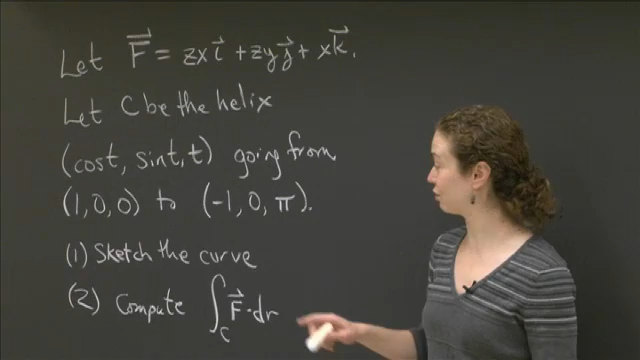 Let F⃗ = zx i⃗ + zy j⃗ + x k⃗.
Let C be the helix
(cost, sint, t) going from
(1, 0, 0) to (-1, 0, π).
(1) Sketch the curve
(2) Compute ∫_C F⃗ · dr